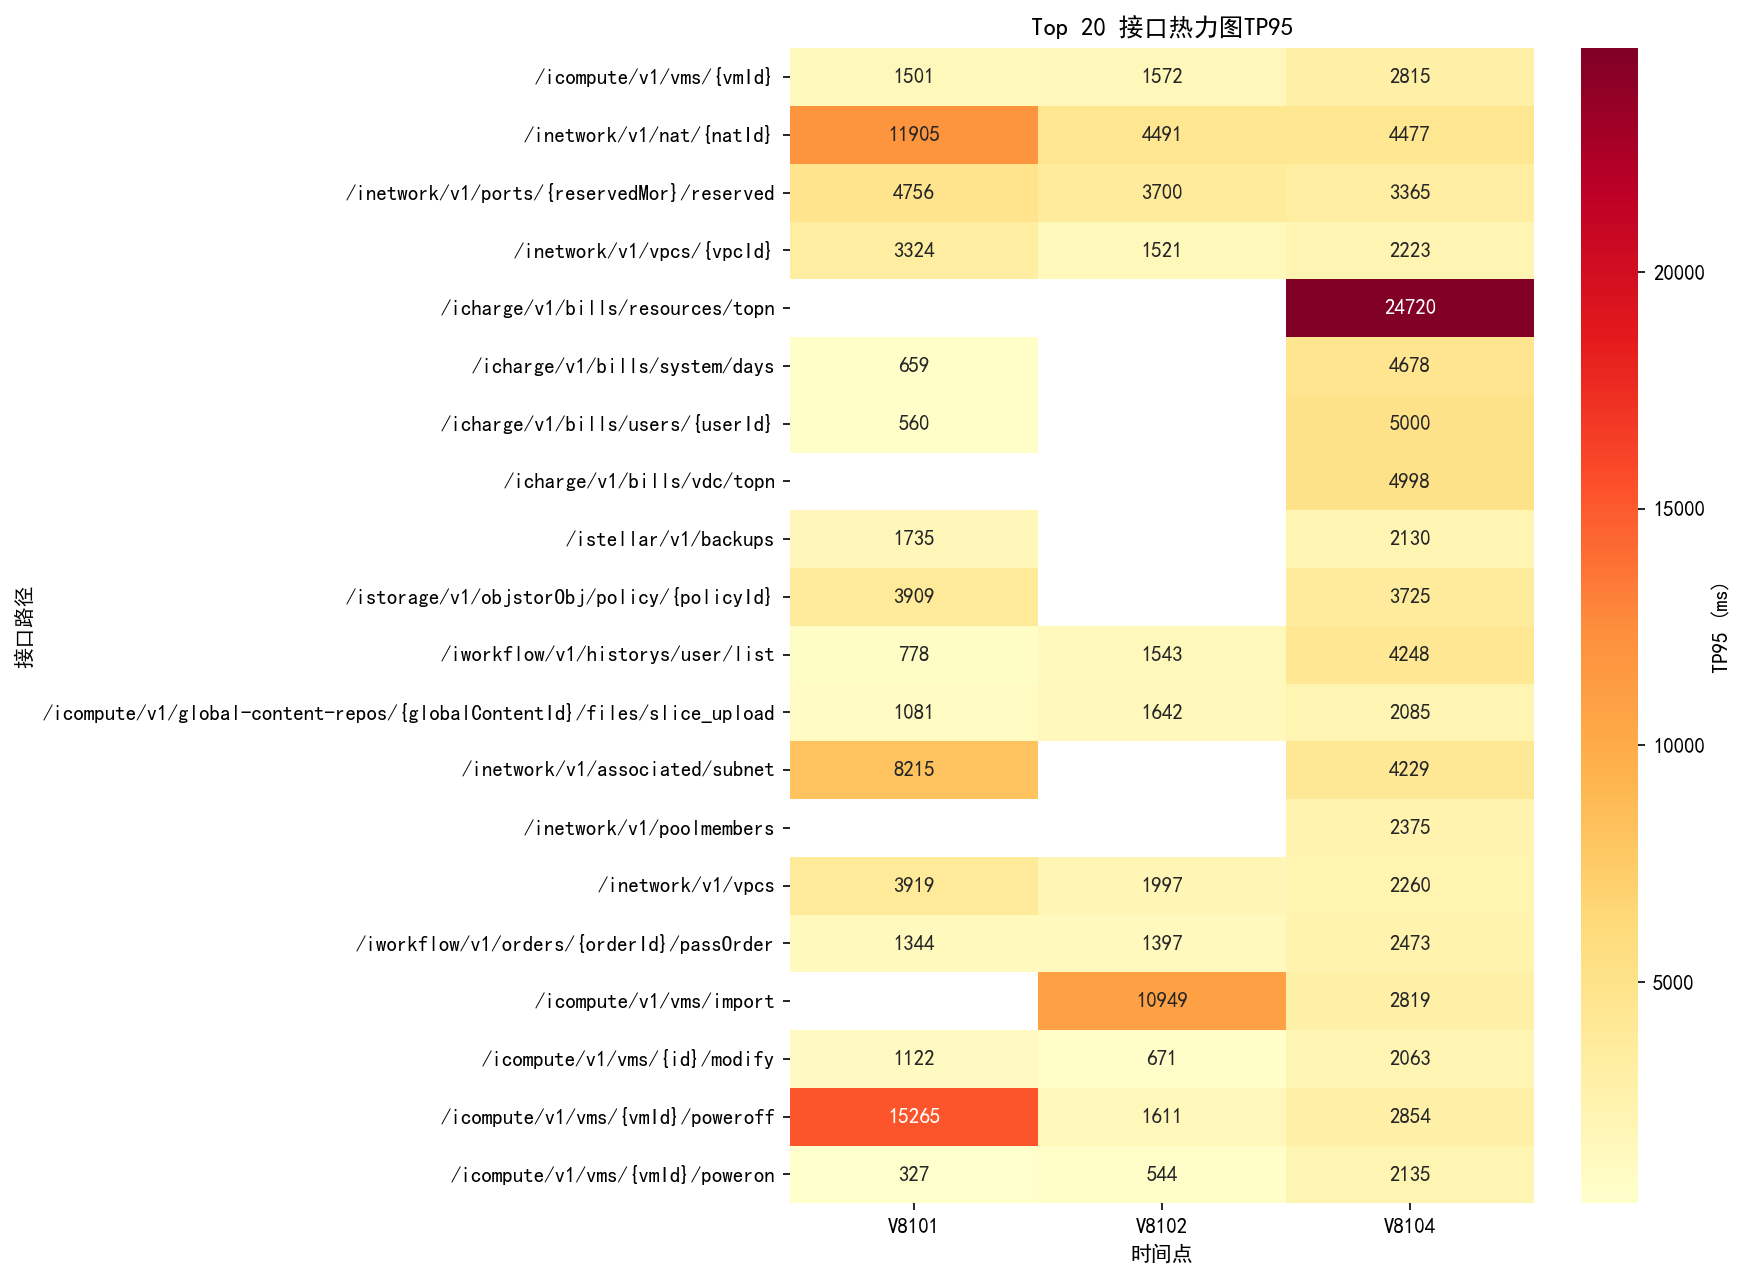 Top 20 接口热力图TP95
/icompute/v1/vms/{vmId} 1501 1572 2815
/inetwork/v1/nat/{natId} 11905 4491 4477
/inetwork/v1/ports/{reservedMor}/reserved 4756 3700 3365
/inetwork/v1/vpcs/{vpcId} 3324 1521 2223
/icharge/v1/bills/resources/topn 24720
/icharge/v1/bills/system/days 659 4678
/icharge/v1/bills/users/{userId} 560 5000
/icharge/v1/bills/vdc/topn 4998
/istellar/v1/backups 1735 2130
/istorage/v1/objstorObj/policy/{policyId} 3909 3725
/iworkflow/v1/historys/user/list 778 1543 4248
/icompute/v1/global-content-repos/{globalContentId}/files/slice_upload 1081 1642 2085
/inetwork/v1/associated/subnet 8215 4229
/inetwork/v1/poolmembers 2375
/inetwork/v1/vpcs 3919 1997 2260
/iworkflow/v1/orders/{orderId}/passOrder 1344 1397 2473
/icompute/v1/vms/import 10949 2819
/icompute/v1/vms/{id}/modify 1122 671 2063
/icompute/v1/vms/{vmId}/poweroff 15265 1611 2854
/icompute/v1/vms/{vmId}/poweron 327 544 2135
V8101 V8102 V8104
时间点
接口路径
20000
15000
10000
5000
TP95 (ms)